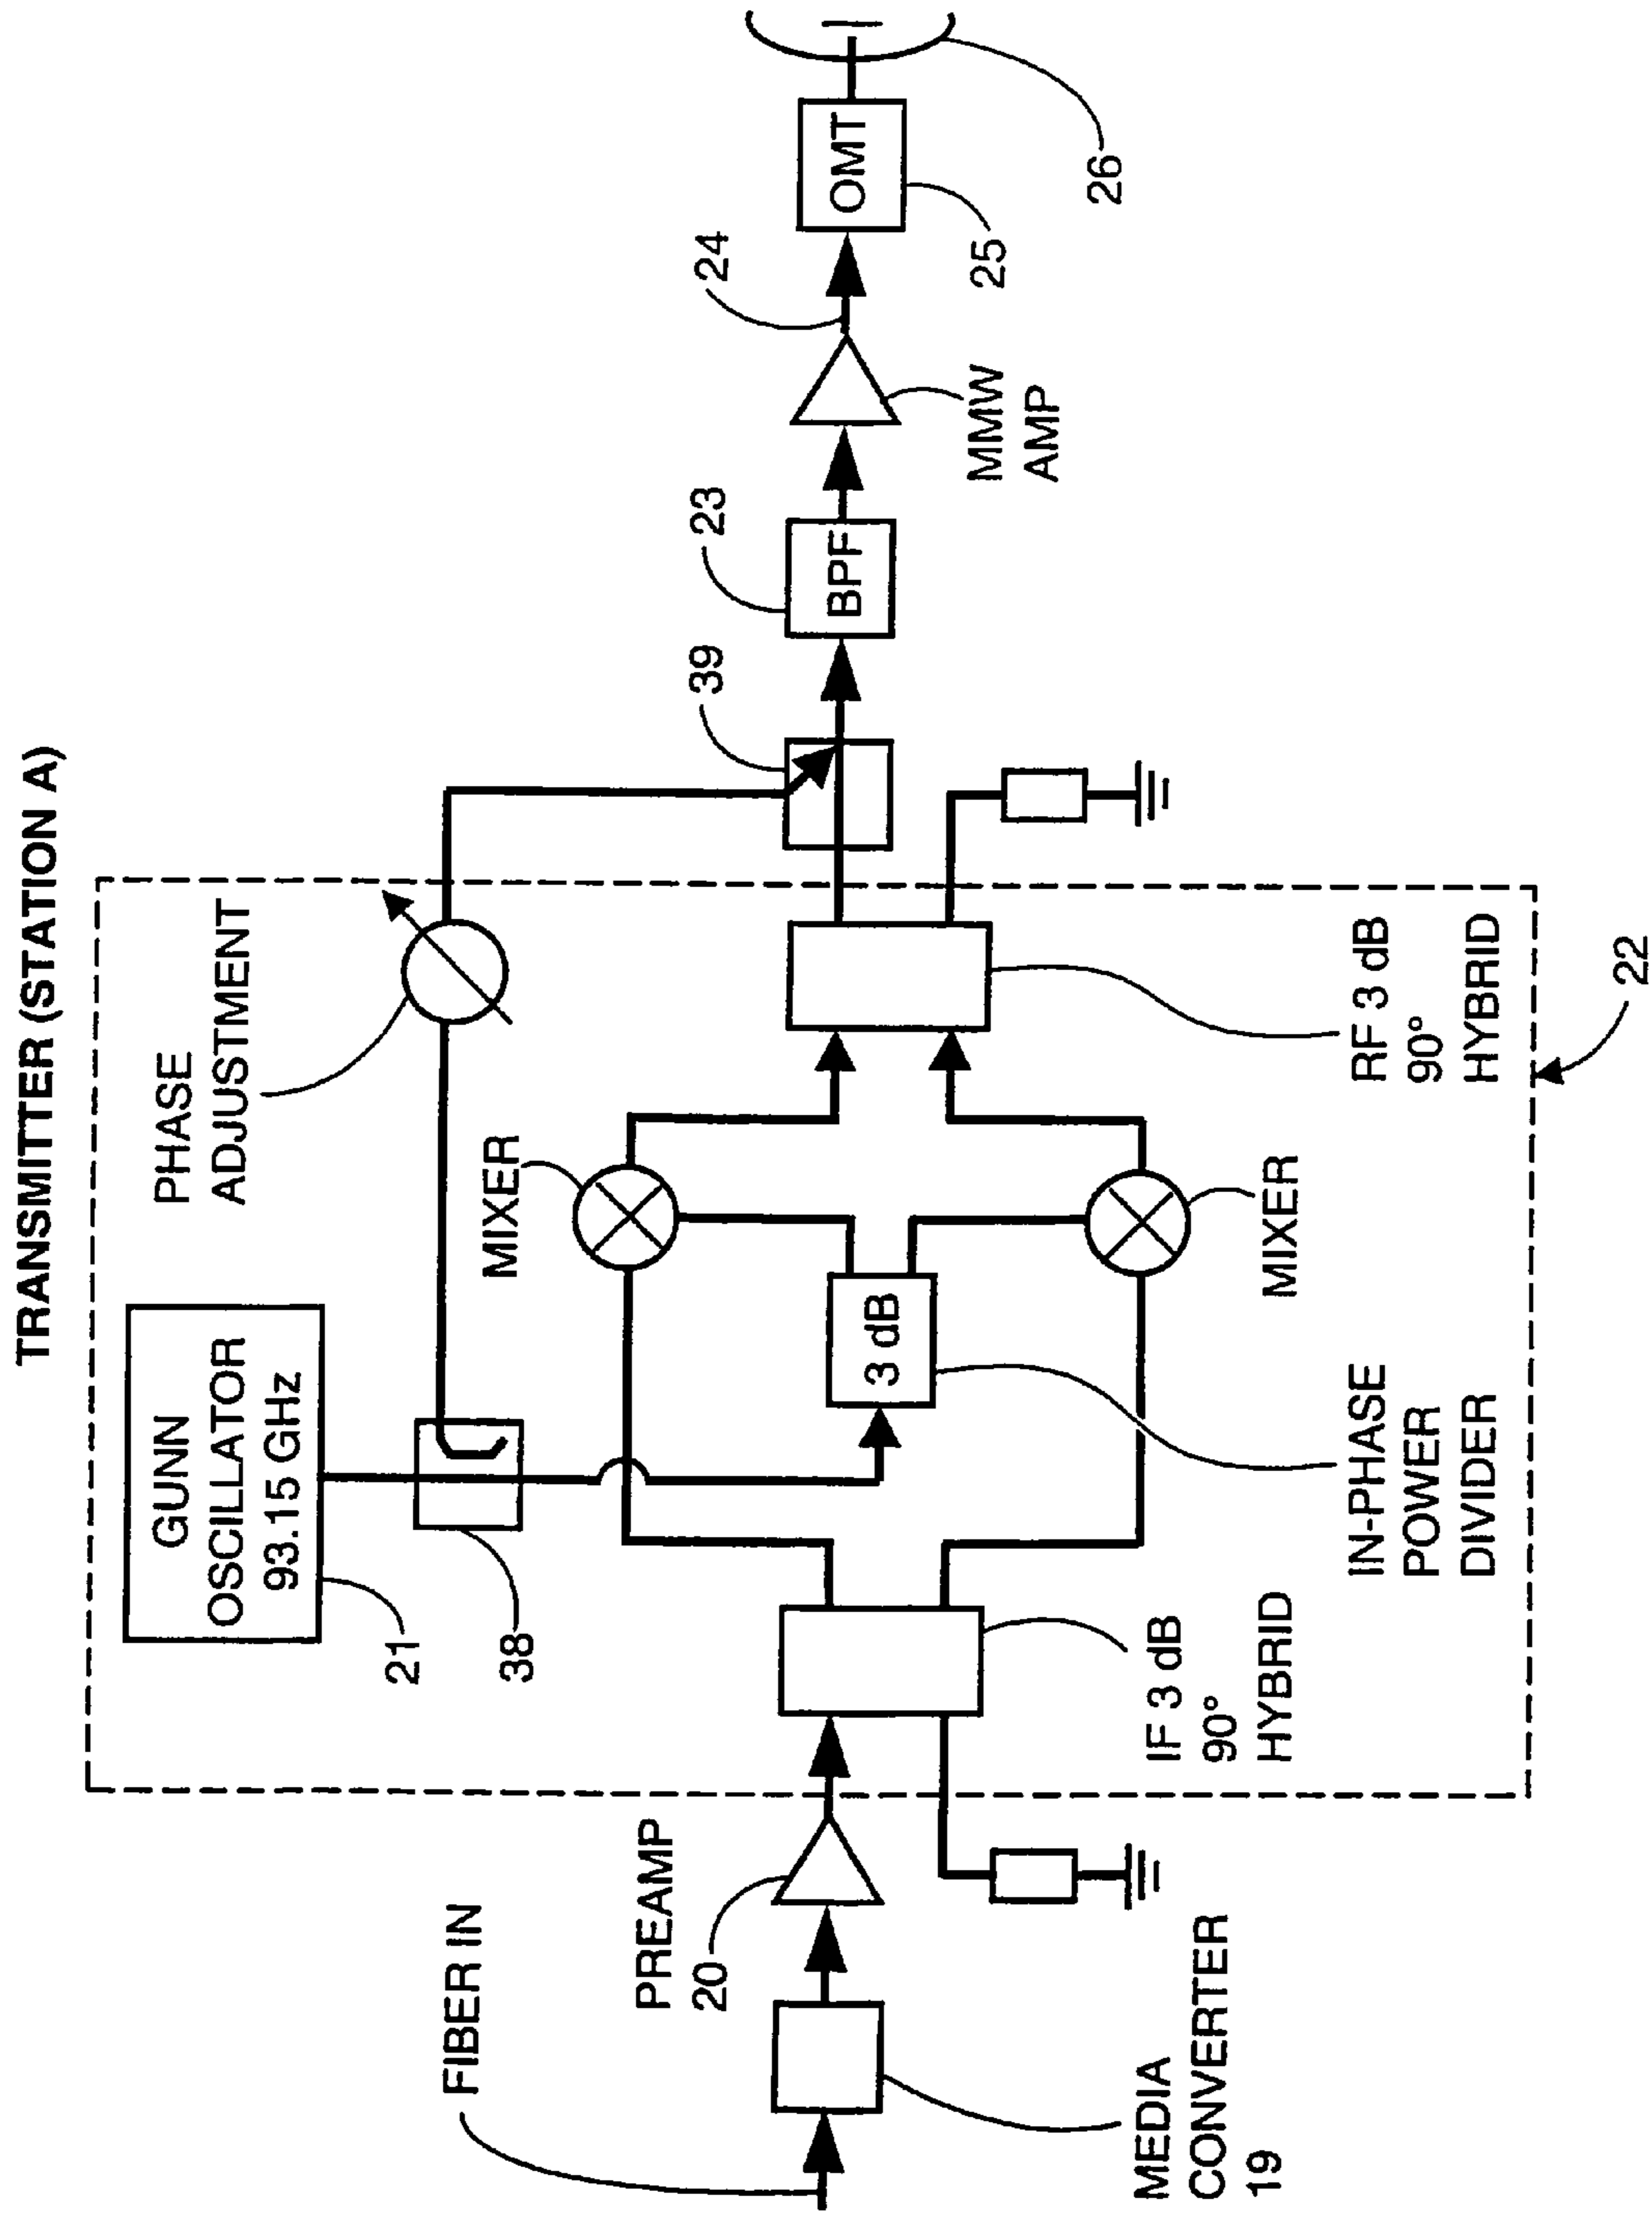 TRANSMITTER (STATION A)
GUNN
OSCILLATOR
93.15 GHz
21
38
PHASE
ADJUSTMENT
FIBER IN
PREAMP
20
MIXER
39
23
24
3 dB
BPF
OMT
MMW
AMP
25
26
MEDIA
CONVERTER
19
IF 3 dB
90°
HYBRID
MIXER
IN-PHASE
POWER
DIVIDER
RF 3 dB
90°
HYBRID
22